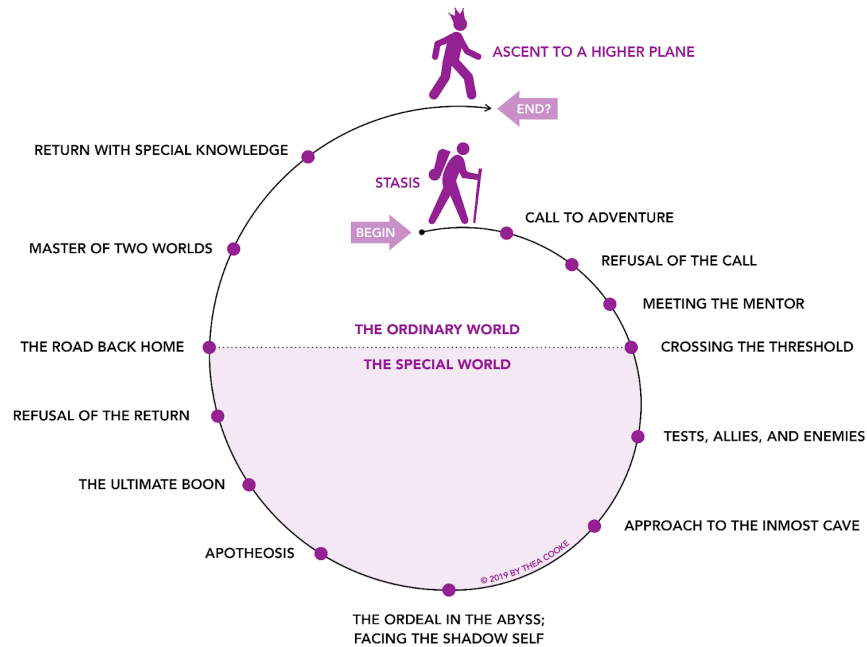 ASCENT TO A HIGHER PLANE
END?
RETURN WITH SPECIAL KNOWLEDGE
STASIS
BEGIN
CALL TO ADVENTURE
MASTER OF TWO WORLDS
REFUSAL OF THE CALL
MEETING THE MENTOR
THE ORDINARY WORLD
THE ROAD BACK HOME
CROSSING THE THRESHOLD
THE SPECIAL WORLD
REFUSAL OF THE RETURN
TESTS, ALLIES, AND ENEMIES
THE ULTIMATE BOON
APPROACH TO THE INMOST CAVE
APOTHEOSIS
© 2019 BY THEA COOKE
THE ORDEAL IN THE ABYSS;
FACING THE SHADOW SELF